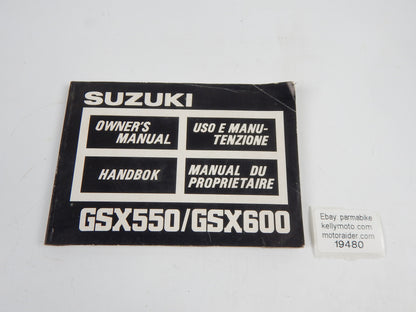 SUZUKI
OWNER'S
MANUAL
USO E MANU-
TENZIONE
HANDBOK
MANUAL DU
PROPRIETAIRE
GSX550/GSX600
Ebay parmabike
kellymoto.com
motoraider.com
19480